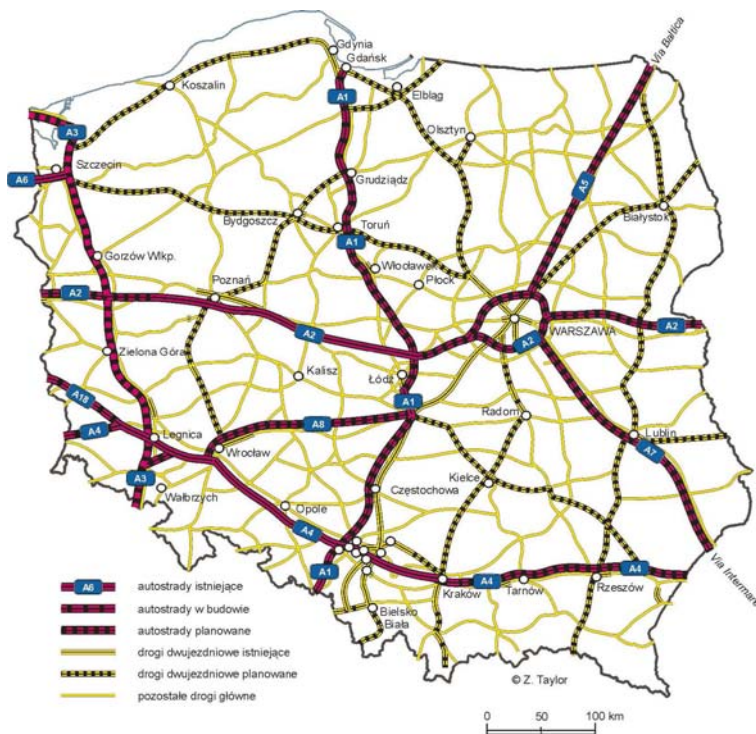 Via Baltica
Gdynia
Gdańsk
Koszalin
A1
Elbląg
A3
Olsztyn
Szczecin
A6
Grudziądz
A5
Bydgoszcz
Toruń
Białystok
A1
Gorzów Wlkp.
Włocławek
Płock
Poznań
A2
WARSZAWA
A2
A2
A2
Zielona Góra
Kalisz
Łódź
A18
A1
Radom
A8
A4
Legnica
Lublin
Wrocław
A7
A3
Wałbrzych
Kielce
Częstochowa
Opole
A4
Via Intermare
A1
A4
A4
Kraków
Tarnów
Rzeszów
Bielsko
Biała
A6 autostrady istniejące
autostrady w budowie
autostrady planowane
drogi dwujezdniowe istniejące
drogi dwujezdniowe planowane
pozostałe drogi główne
© Z. Taylor
0 50 100 km